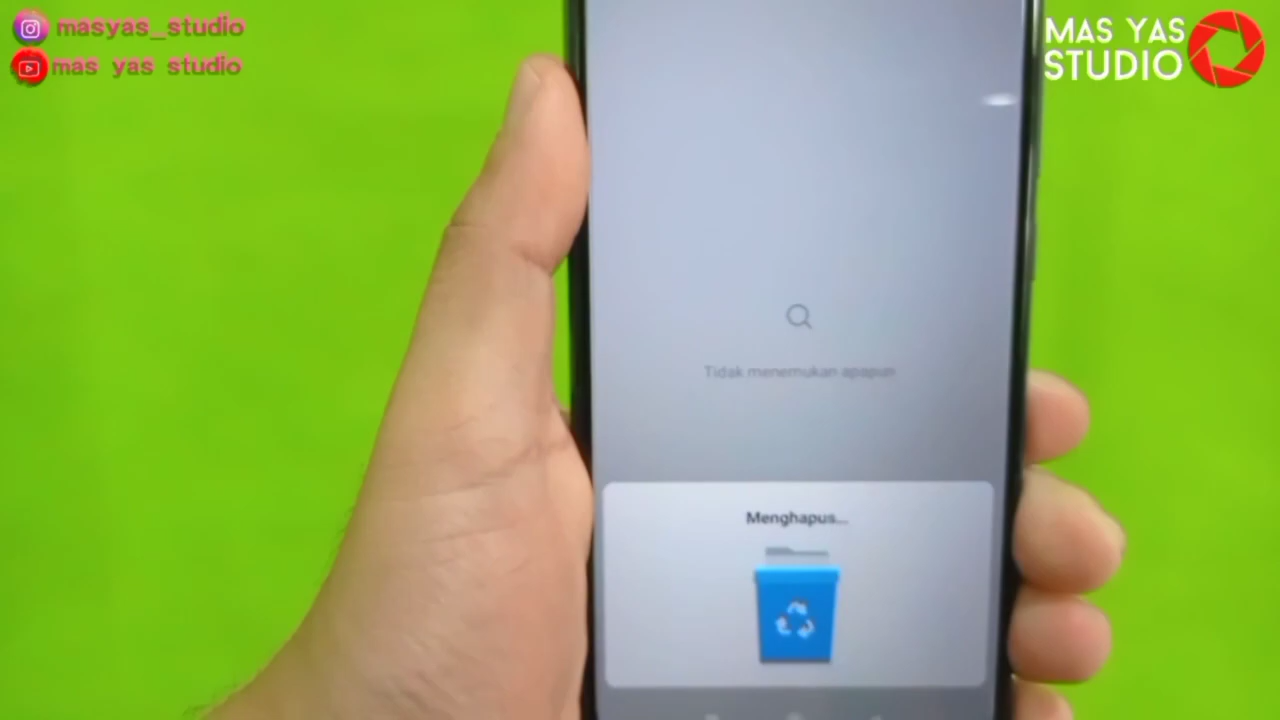 masyas_studio
mas yas studio
MAS YAS
STUDIO
Tidak menemukan apapun
Menghapus...